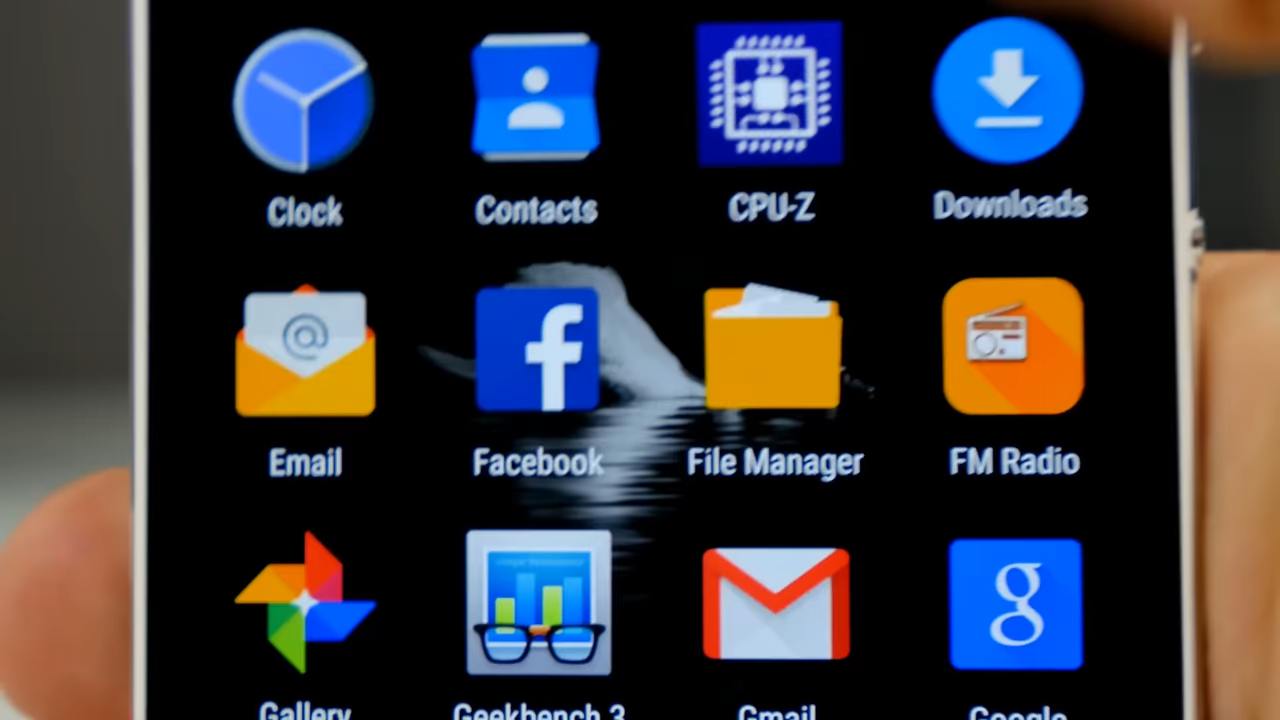 Clock
Contacts
CPU-Z
Downloads
@
f
Email
Facebook
File Manager
FM Radio
g
Gallery
Geekbench 3
Gmail
Google